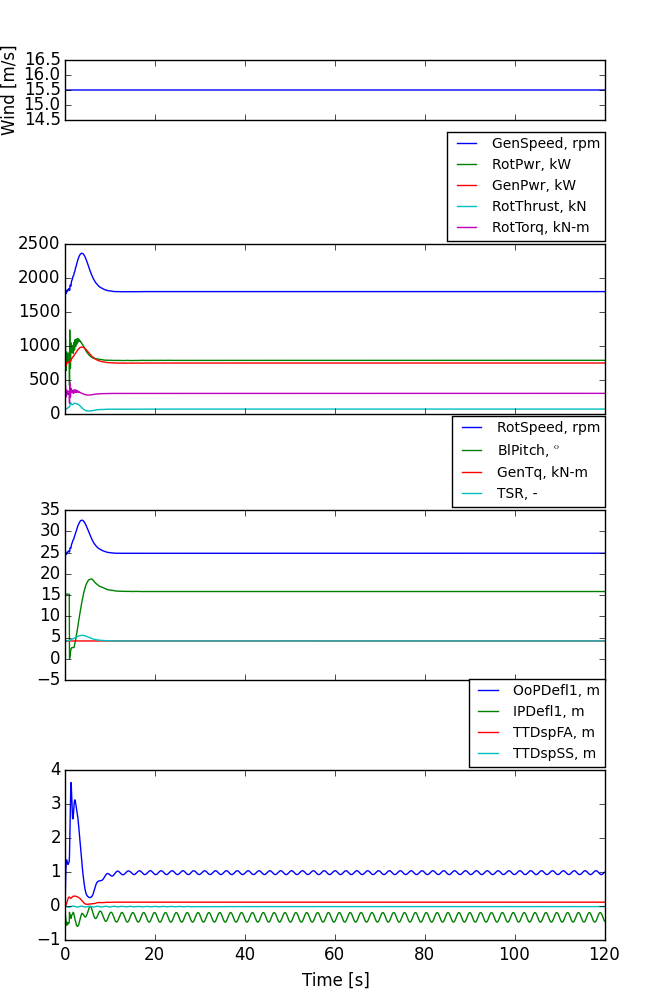 Wind [m/s]
16.5
16.0
15.5
15.0
14.5
GenSpeed, rpm
RotPwr, kW
GenPwr, kW
RotThrust, kN
RotTorq, kN-m
2500
2000
1500
1000
500
0
RotSpeed, rpm
BlPitch, °
GenTq, kN-m
TSR, -
35
30
25
20
15
10
5
0
−5
OoPDefl1, m
IPDefl1, m
TTDspFA, m
TTDspSS, m
4
3
2
1
0
−1
0 20 40 60 80 100 120
Time [s]